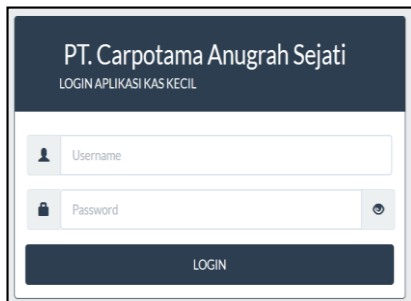 PT. Carpotama Anugrah Sejati
LOGIN APLIKASI KAS KECIL
Username
Password
LOGIN